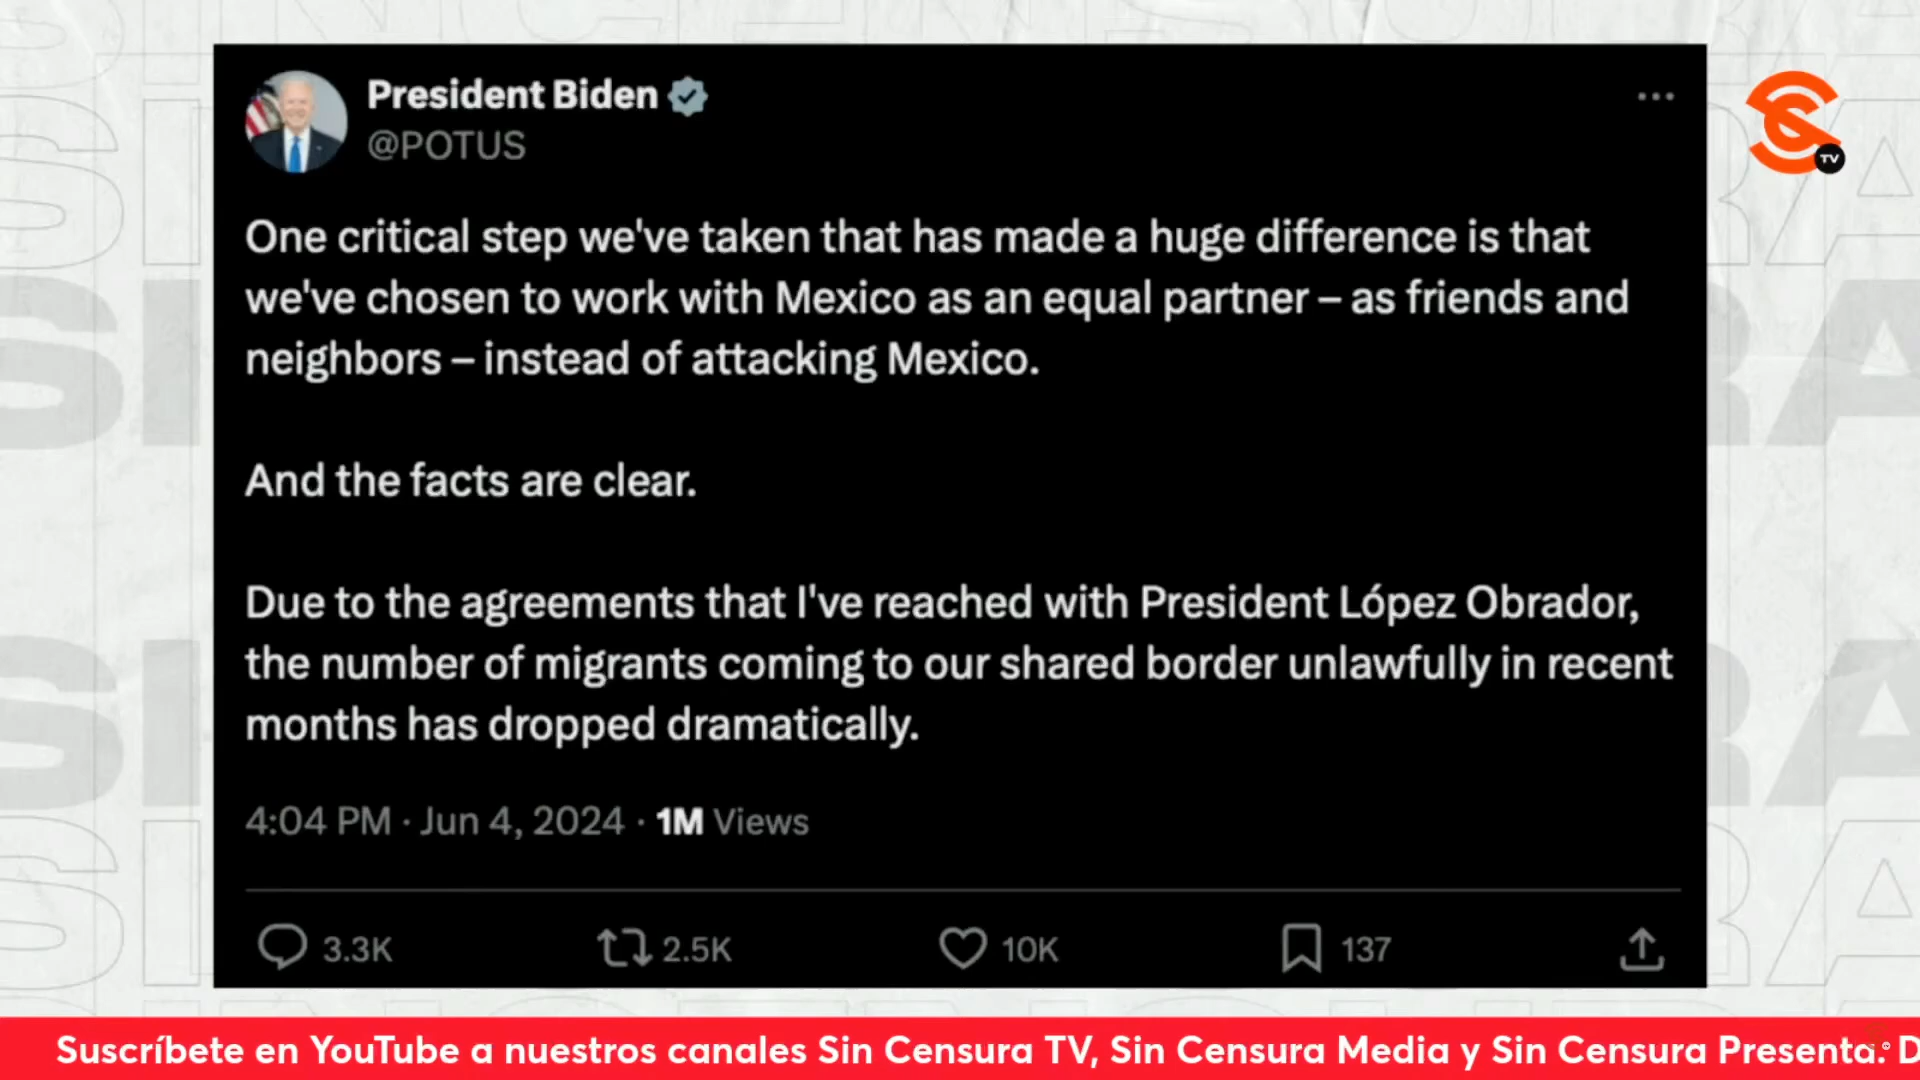 President Biden
@POTUS
TV
One critical step we've taken that has made a huge difference is that
we've chosen to work with Mexico as an equal partner – as friends and
neighbors – instead of attacking Mexico.
And the facts are clear.
Due to the agreements that I've reached with President López Obrador,
the number of migrants coming to our shared border unlawfully in recent
months has dropped dramatically.
4:04 PM · Jun 4, 2024 · 1M Views
3.3K 2.5K 10K 137
Suscríbete en YouTube a nuestros canales Sin Censura TV, Sin Censura Media y Sin Censura Presenta. D